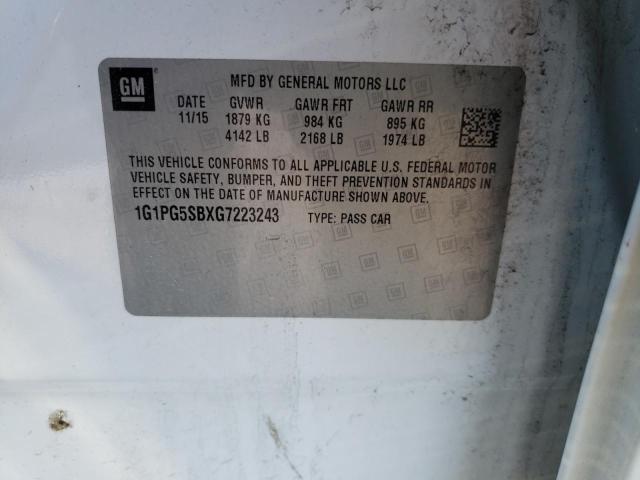 GM
MFD BY GENERAL MOTORS LLC
DATE GVWR GAWR FRT GAWR RR
11/15 1879 KG 984 KG 895 KG
4142 LB 2168 LB 1974 LB
THIS VEHICLE CONFORMS TO ALL APPLICABLE U.S. FEDERAL MOTOR
VEHICLE SAFETY, BUMPER, AND THEFT PREVENTION STANDARDS IN
EFFECT ON THE DATE OF MANUFACTURE SHOWN ABOVE.
1G1PG5SBXG7223243 TYPE: PASS CAR